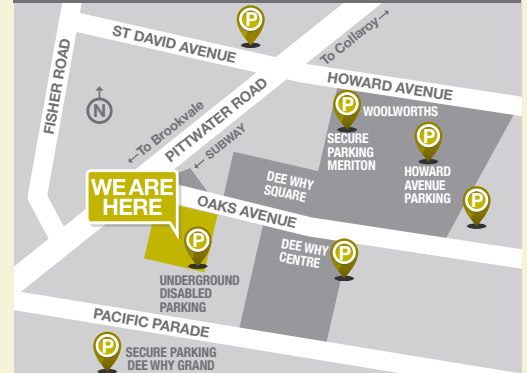 P
ST DAVID AVENUE
To Collaroy→
FISHER ROAD
HOWARD AVENUE
N
←To Brookvale
PITTWATER ROAD
← SUBWAY
P
WOOLWORTHS
SECURE
PARKING
MERITON
P
HOWARD
AVENUE
PARKING
DEE WHY
SQUARE
WE ARE
HERE
OAKS AVENUE
P
DEE WHY
CENTRE
P
P
UNDERGROUND
DISABLED
PARKING
PACIFIC PARADE
P
SECURE PARKING
DEE WHY GRAND